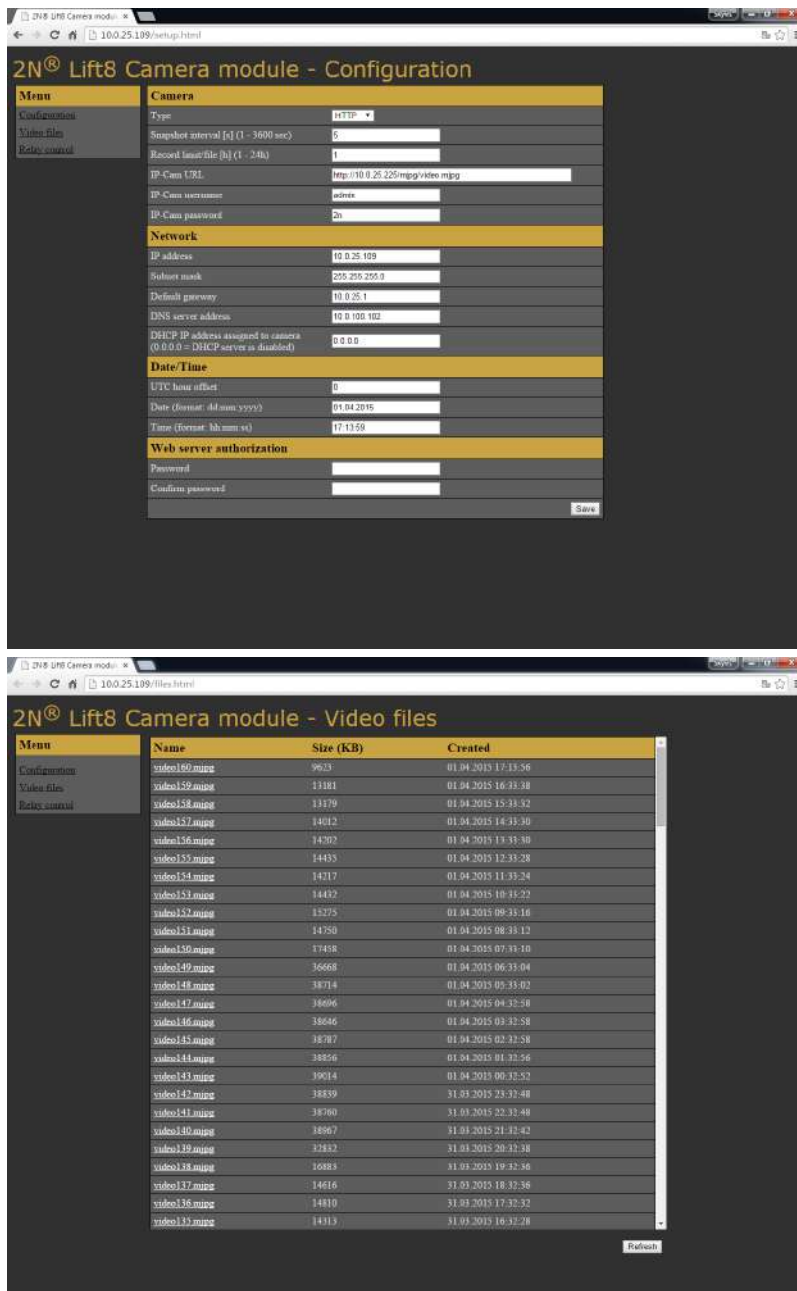 2N® Lift8 Camera modu
10.0.25.109/setup.html
2N® Lift8 Camera module - Configuration
Menu
Configuration
Video files
Relay control
Camera
Type HTTP
Snapshot interval [s] (1 - 3600 sec) 5
Record limit/file [h] (1 - 24h) 1
IP-Cam URL http://10.0.25.225/mjpg/video.mjpg
IP-Cam username admin
IP-Cam password 2n
Network
IP address 10.0.25.109
Subnet mask 255.255.255.0
Default gateway 10.0.25.1
DNS server address 10.0.100.102
DHCP IP address assigned to camera
(0.0.0.0 = DHCP server is disabled) 0.0.0.0
Date/Time
UTC hour offset 0
Date (format: dd.mm.yyyy) 01.04.2015
Time (format: hh:mm:ss) 17:13:59
Web server authorization
Password
Confirm password
Save
2N® Lift8 Camera modu
10.0.25.109/files.html
2N® Lift8 Camera module - Video files
Menu
Configuration
Video files
Relay control
Name Size (KB) Created
video160.mjpg 9623 01.04.2015 17:13:56
video159.mjpg 13181 01.04.2015 16:33:38
video158.mjpg 13179 01.04.2015 15:33:32
video157.mjpg 14012 01.04.2015 14:33:30
video156.mjpg 14202 01.04.2015 13:33:30
video155.mjpg 14435 01.04.2015 12:33:28
video154.mjpg 14217 01.04.2015 11:33:24
video153.mjpg 14432 01.04.2015 10:33:22
video152.mjpg 15275 01.04.2015 09:33:16
video151.mjpg 14750 01.04.2015 08:33:12
video150.mjpg 17458 01.04.2015 07:33:10
video149.mjpg 36668 01.04.2015 06:33:04
video148.mjpg 38714 01.04.2015 05:33:02
video147.mjpg 38696 01.04.2015 04:32:58
video146.mjpg 38646 01.04.2015 03:32:58
video145.mjpg 38787 01.04.2015 02:32:58
video144.mjpg 38856 01.04.2015 01:32:56
video143.mjpg 39014 01.04.2015 00:32:52
video142.mjpg 38839 31.03.2015 23:32:48
video141.mjpg 38760 31.03.2015 22:32:48
video140.mjpg 38967 31.03.2015 21:32:42
video139.mjpg 32832 31.03.2015 20:32:38
video138.mjpg 16883 31.03.2015 19:32:36
video137.mjpg 14616 31.03.2015 18:32:36
video136.mjpg 14810 31.03.2015 17:32:32
video135.mjpg 14313 31.03.2015 16:32:28
Refresh